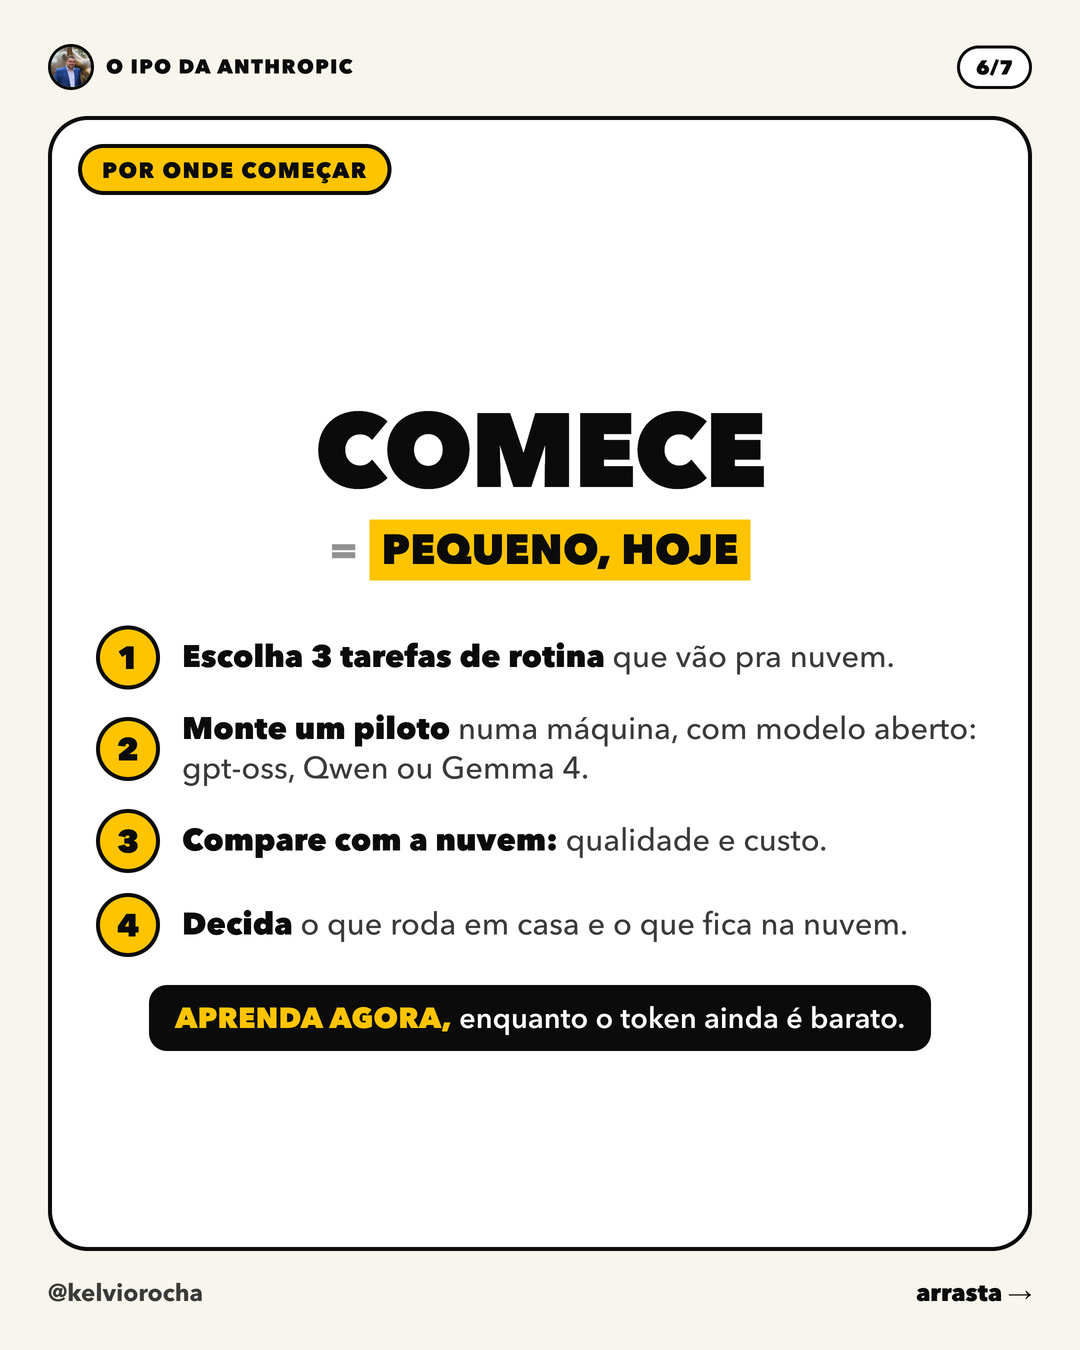 O IPO DA ANTHROPIC
6/7
POR ONDE COMEÇAR
COMECE
= PEQUENO, HOJE
1 Escolha 3 tarefas de rotina que vão pra nuvem.
2 Monte um piloto numa máquina, com modelo aberto:
gpt-oss, Qwen ou Gemma 4.
3 Compare com a nuvem: qualidade e custo.
4 Decida o que roda em casa e o que fica na nuvem.
APRENDA AGORA, enquanto o token ainda é barato.
@kelviorocha
arrasta →